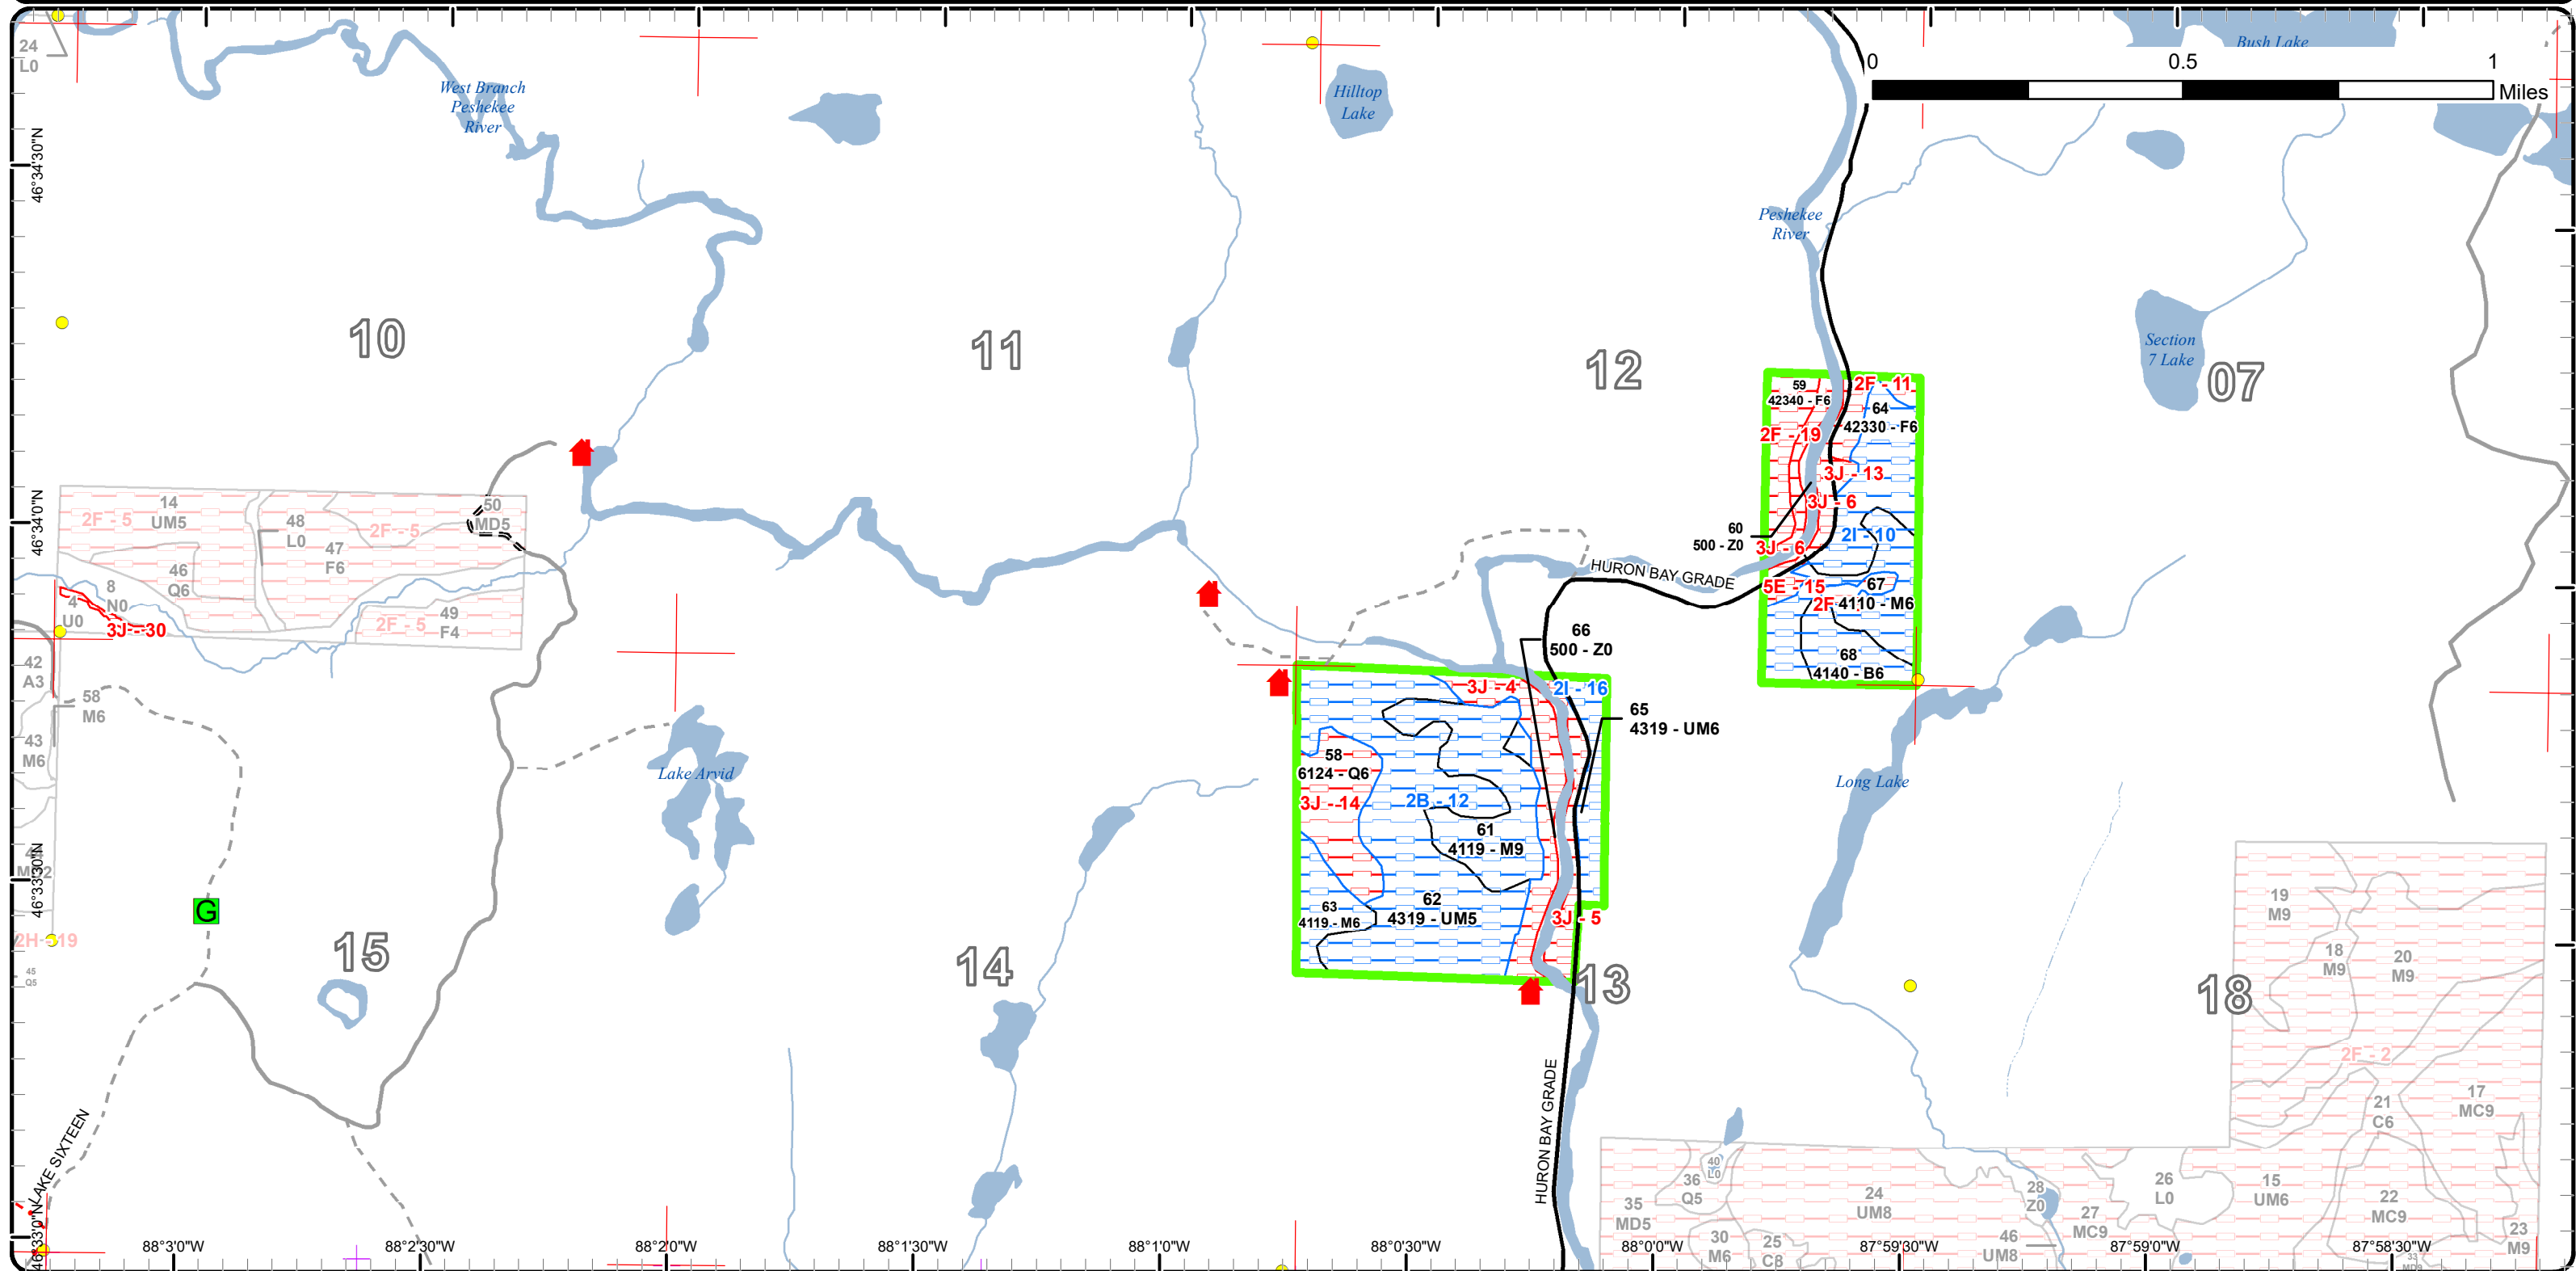 24
L0
West Branch
Peshekee
River
Hilltop
Lake
Bush Lake
0
0.5
1
Miles
46°34'30"N
Peshekee
River
10
11
12
07
Section
7 Lake
59
42340 - F6
2F - 11
64
42330 - F6
2F - 19
3J - 13
3J - 6
60
500 - Z0
3J - 6
2I - 10
5E - 15
67
2F
4110 - M6
68
4140 - B6
46°34'0"N
14
UM5
2F - 5
48
L0
47
F6
2F - 5
50
MD5
46
Q6
8
N0
4
U0
3J - 30
2F - 5
49
F4
42
A3
58
M6
43
M6
HURON BAY GRADE
66
500 - Z0
3J - 4
2I - 16
65
4319 - UM6
58
6124 - Q6
3J - 14
2B - 12
61
4119 - M9
62
4319 - UM5
63
4119 - M6
3J - 5
Lake Arvid
Long Lake
46°33'30"N
G
2H - 19
45
Q5
15
14
13
18
19
M9
18
M9
20
M9
2F - 2
17
MC9
21
C6
HURON BAY GRADE
LAKE SIXTEEN
40
L0
36
Q5
35
MD5
24
UM8
28
Z0
27
MC9
26
L0
15
UM6
22
MC9
23
M9
30
M6
25
C8
46
UM8
33
46°33'0"N
88°3'0"W
88°2'30"W
88°2'0"W
88°1'30"W
88°1'0"W
88°0'30"W
88°0'0"W
87°59'30"W
87°59'0"W
87°58'30"W